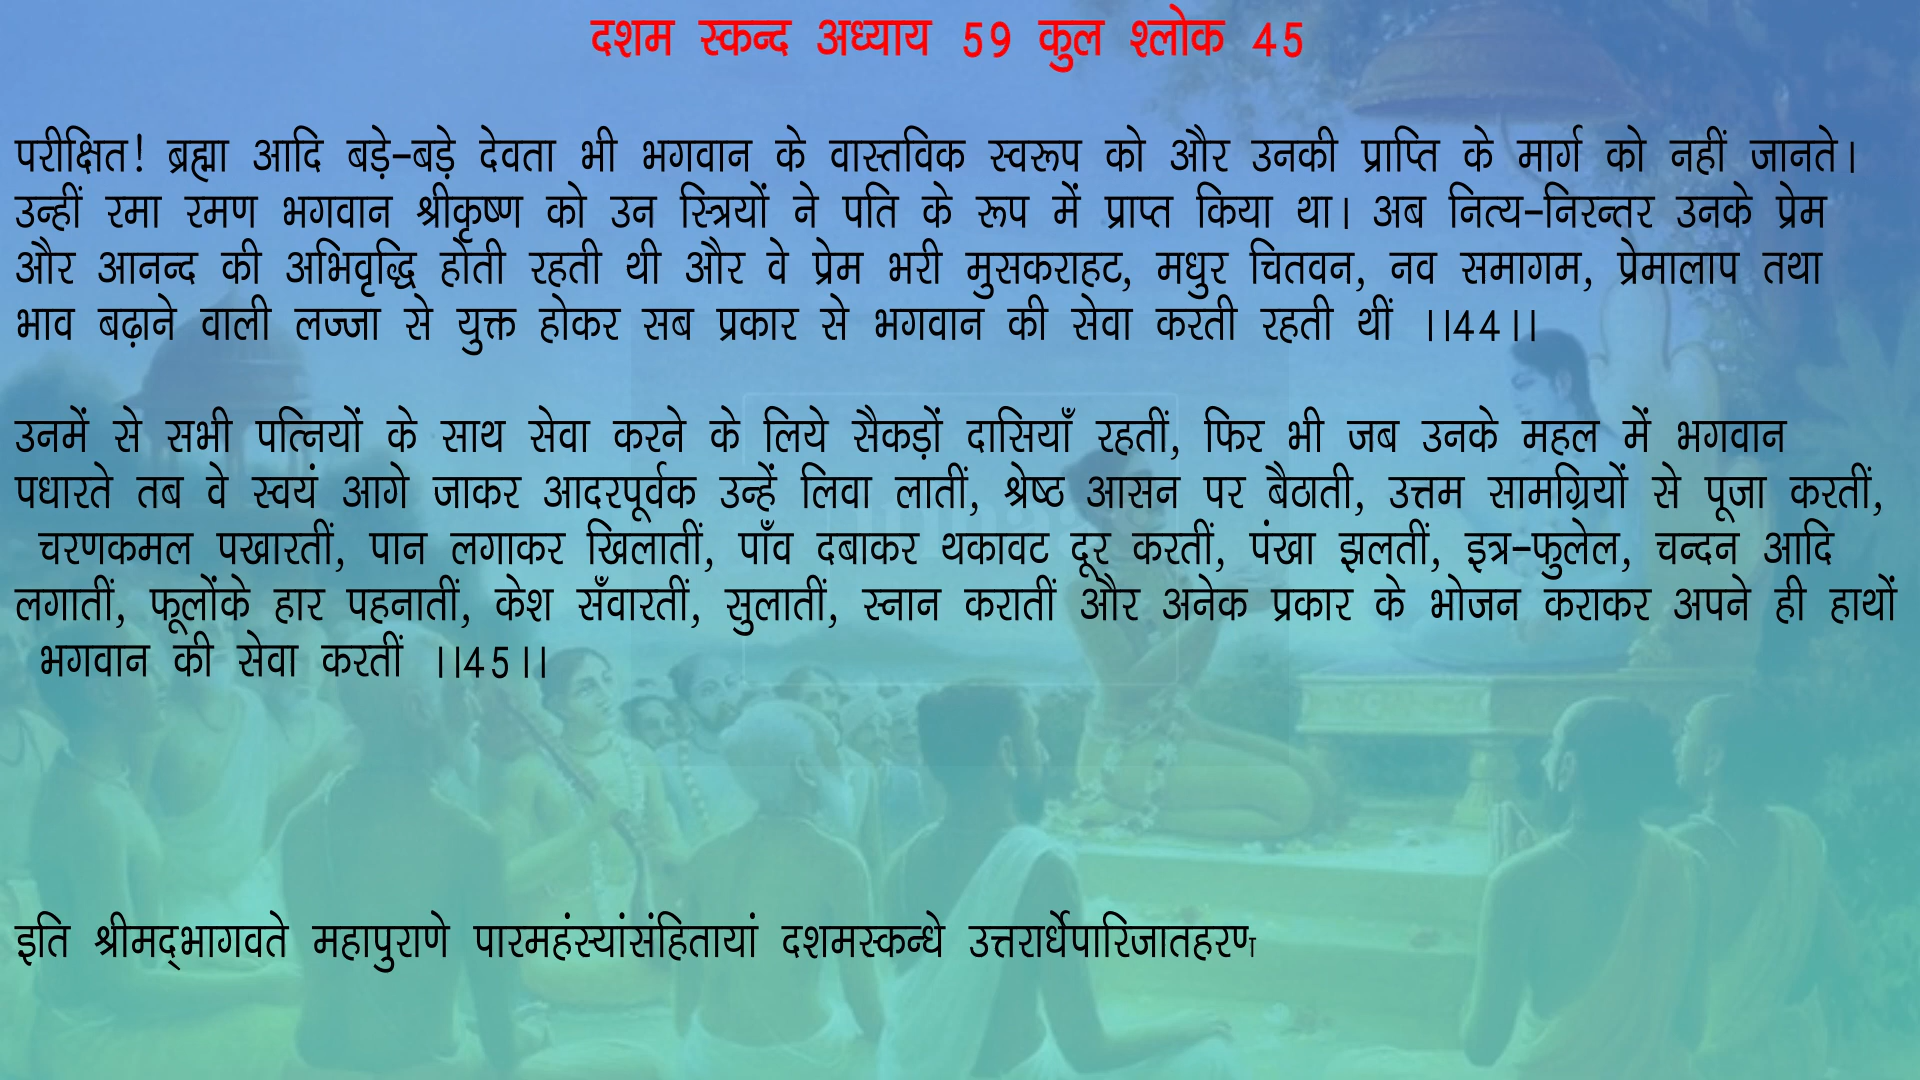 दशम स्कन्द अध्याय 59 कुल श्लोक 45
परीक्षित! ब्रह्मा आदि बड़े-बड़े देवता भी भगवान के वास्तविक स्वरूप को और उनकी प्राप्ति के मार्ग को नहीं जानते।
उन्हीं रमा रमण भगवान श्रीकृष्ण को उन स्त्रियों ने पति के रूप में प्राप्त किया था। अब नित्य-निरन्तर उनके प्रेम
और आनन्द की अभिवृद्धि होती रहती थी और वे प्रेम भरी मुसकराहट, मधुर चितवन, नव समागम, प्रेमालाप तथा
भाव बढ़ाने वाली लज्जा से युक्त होकर सब प्रकार से भगवान की सेवा करती रहती थीं ।।44।।
उनमें से सभी पत्नियों के साथ सेवा करने के लिये सैकड़ों दासियाँ रहतीं, फिर भी जब उनके महल में भगवान
पधारते तब वे स्वयं आगे जाकर आदरपूर्वक उन्हें लिवा लातीं, श्रेष्ठ आसन पर बैठाती, उत्तम सामग्रियों से पूजा करतीं,
चरणकमल पखारतीं, पान लगाकर खिलातीं, पाँव दबाकर थकावट दूर करतीं, पंखा झलतीं, इत्र-फुलेल, चन्दन आदि
लगातीं, फूलोंके हार पहनातीं, केश सँवारतीं, सुलातीं, स्नान करातीं और अनेक प्रकार के भोजन कराकर अपने ही हाथों
भगवान की सेवा करतीं ।।45।।
इति श्रीमद्भागवते महापुराणे पारमहंस्यांसंहितायां दशमस्कन्धे उत्तरार्धेपारिजातहरण